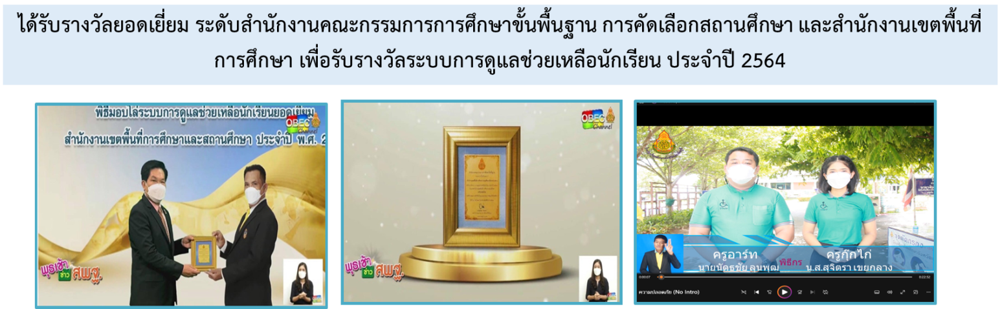 ได้รับรางวัลยอดเยี่ยม ระดับสำนักงานคณะกรรมการการศึกษาขั้นพื้นฐาน การคัดเลือกสถานศึกษา และสำนักงานเขตพื้นที่
การศึกษา เพื่อรับรางวัลระบบการดูแลช่วยเหลือนักเรียน ประจำปี 2564
พิธีมอบโล่ระบบการดูแลช่วยเหลือนักเรียนยอดเยี่ยม
สำนักงานเขตพื้นที่การศึกษาและสถานศึกษา ประจำปี พ.ศ. 2
OBEC
Channel
พุธเช้า
ข่าว สพฐ.
OBEC
Channel
พุธเช้า
ข่าว สพฐ.
ครูอาร์ท
พิธีกร
ครูกุ๊กไก่
น.ส.สุจิตรา เขยกลาง
0:00:07
0:22:52
ความปลอดภัย (No Intro)